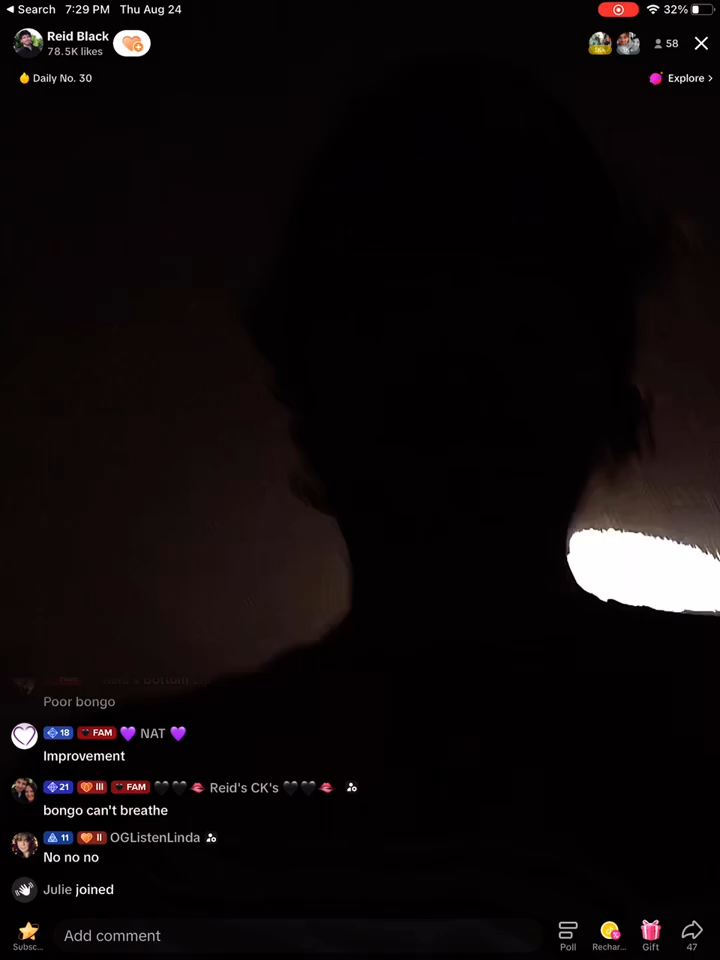 Search 7:29 PM Thu Aug 24 32%
Reid Black
78.5K likes
58
Daily No. 30
Explore >
Poor bongo
18 FAM 💜 NAT 💜
Improvement
21 III FAM 🖤🖤💋 Reid's CK's 🖤🖤💋
bongo can't breathe
11 II OGListenLinda
No no no
Julie joined
Subsc... Add comment Poll Rechar... Gift 47